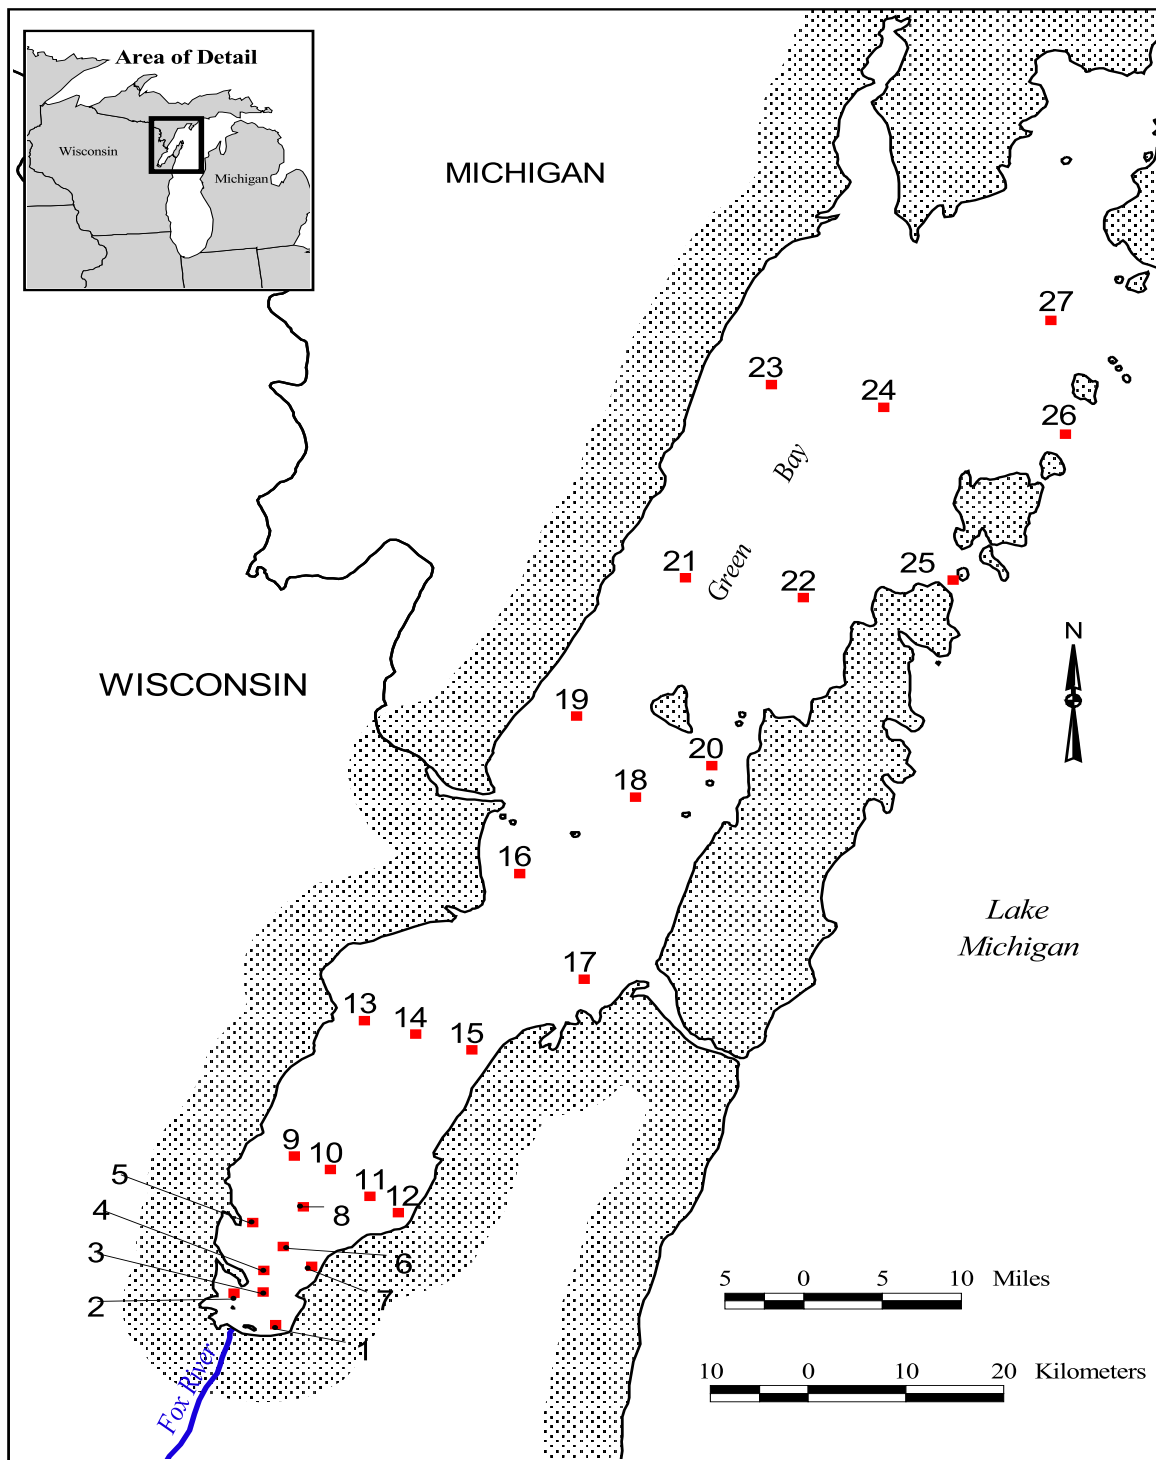 Area of Detail
Wisconsin
Michigan
MICHIGAN
27
23
24
26
Bay
21
22
25
Green
N
WISCONSIN
19
20
18
16
Lake
Michigan
17
13
14
15
9
10
5
11
12
4
8
3
6
2
7
1
5 0 5 10 Miles
10 0 10 20 Kilometers
Fox River